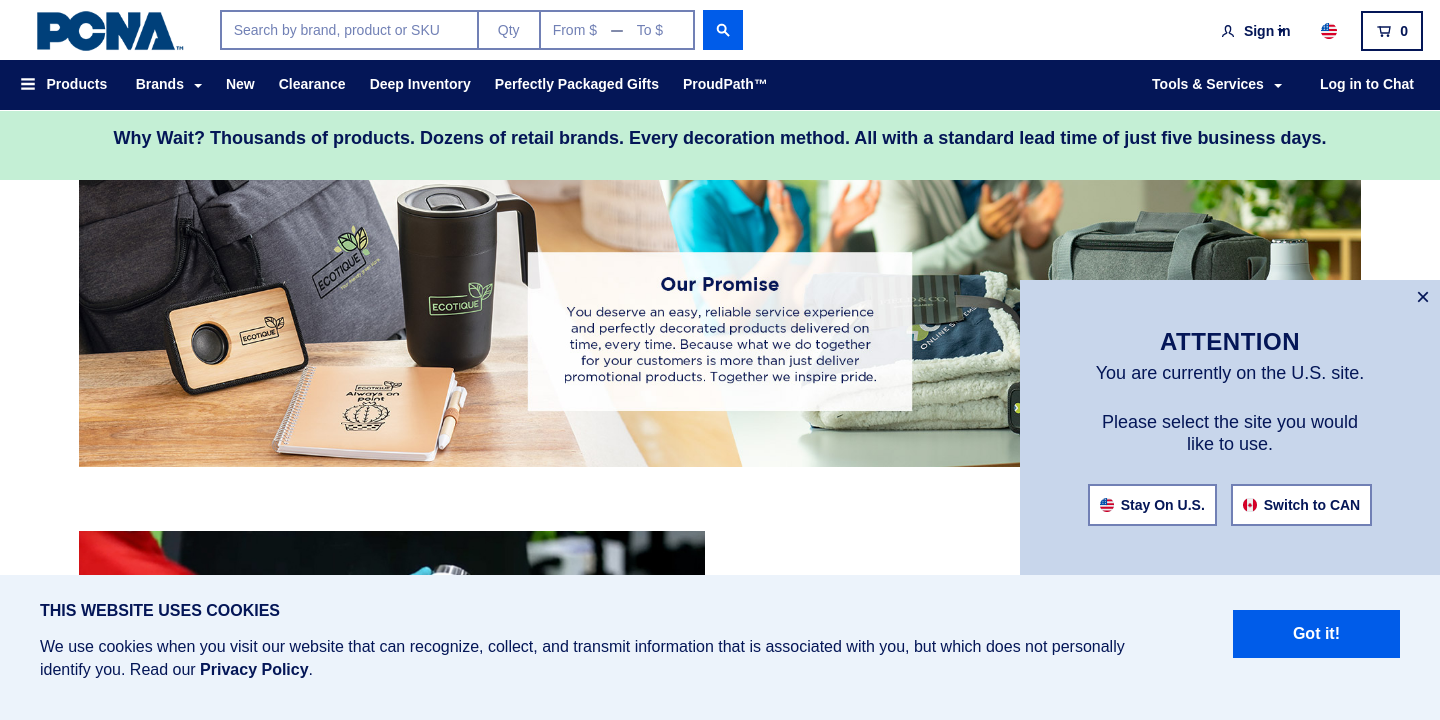 PCNA™
Search by brand, product or SKU
Qty
From $ — To $
Sign in
0
Products
Brands
New
Clearance
Deep Inventory
Perfectly Packaged Gifts
ProudPath™
Tools & Services
Log in to Chat
Why Wait? Thousands of products. Dozens of retail brands. Every decoration method. All with a standard lead time of just five business days.
ECOTIQUE
ECOTIQUE
ECOTIQUE
ECOTIQUE
Always on
point
Our Promise
You deserve an easy, reliable service experience
and perfectly decorated products delivered on
time, every time. Because what we do together
for your customers is more than just deliver
promotional products. Together we inspire pride.
×
ATTENTION
You are currently on the U.S. site.
Please select the site you would
like to use.
Stay On U.S.
Switch to CAN
THIS WEBSITE USES COOKIES
We use cookies when you visit our website that can recognize, collect, and transmit information that is associated with you, but which does not personally
identify you. Read our Privacy Policy.
Got it!